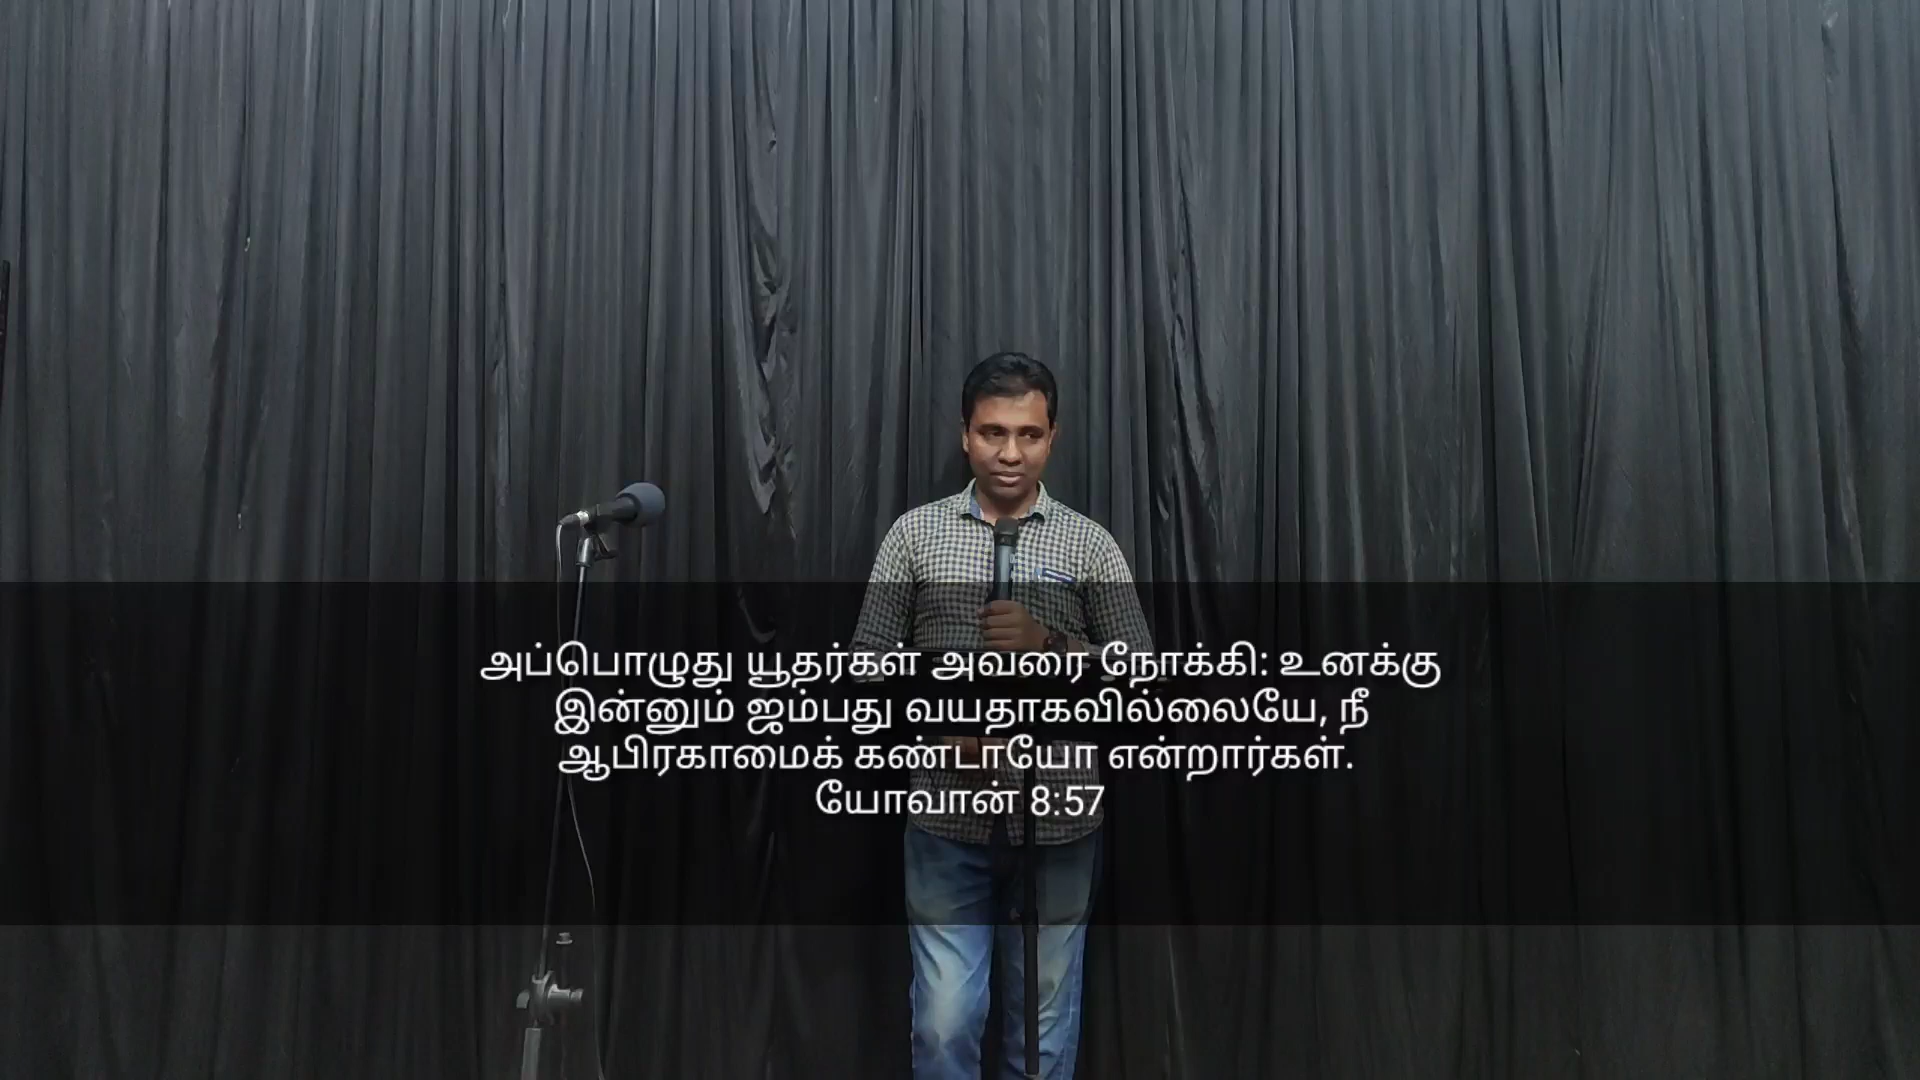 அப்பொழுது யூதர்கள் அவரை நோக்கி: உனக்கு
இன்னும் ஐம்பது வயதாகவில்லையே, நீ
ஆபிரகாமைக் கண்டாயோ என்றார்கள்.
யோவான் 8:57